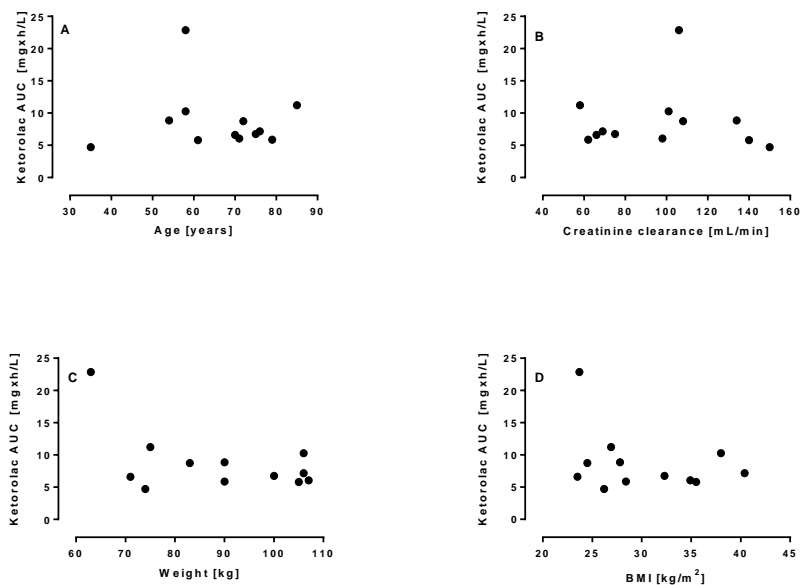 A
Ketorolac AUC [mgxh/L]
25
20
15
10
5
0
30 40 50 60 70 80 90
Age [years]
B
Ketorolac AUC [mgxh/L]
25
20
15
10
5
0
40 60 80 100 120 140 160
Creatinine clearance [mL/min]
C
Ketorolac AUC [mgxh/L]
25
20
15
10
5
0
60 70 80 90 100 110
Weight [kg]
D
Ketorolac AUC [mgxh/L]
25
20
15
10
5
0
20 25 30 35 40 45
BMI [kg/m²]